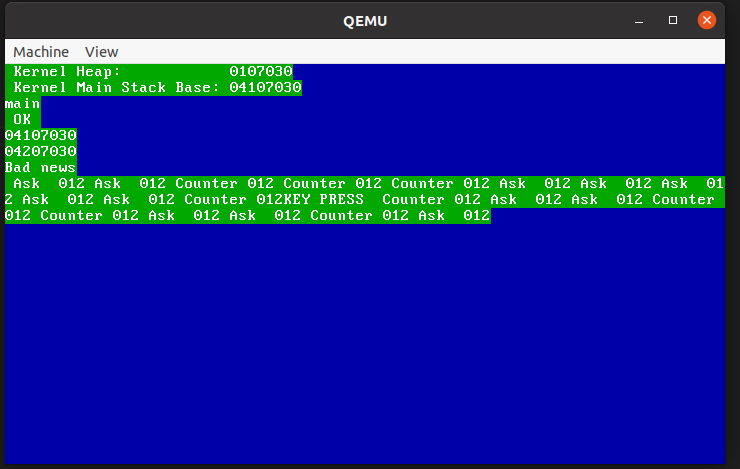 QEMU
Machine View
Kernel Heap: 0107030
Kernel Main Stack Base: 04107030
main
OK
04107030
04207030
Bad news
Ask 012 Ask 012 Counter 012 Counter 012 Counter 012 Ask 012 Ask 012 Ask 01
2 Ask 012 Ask 012 Counter 012KEY PRESS Counter 012 Ask 012 Ask 012 Counter
012 Counter 012 Ask 012 Ask 012 Counter 012 Ask 012